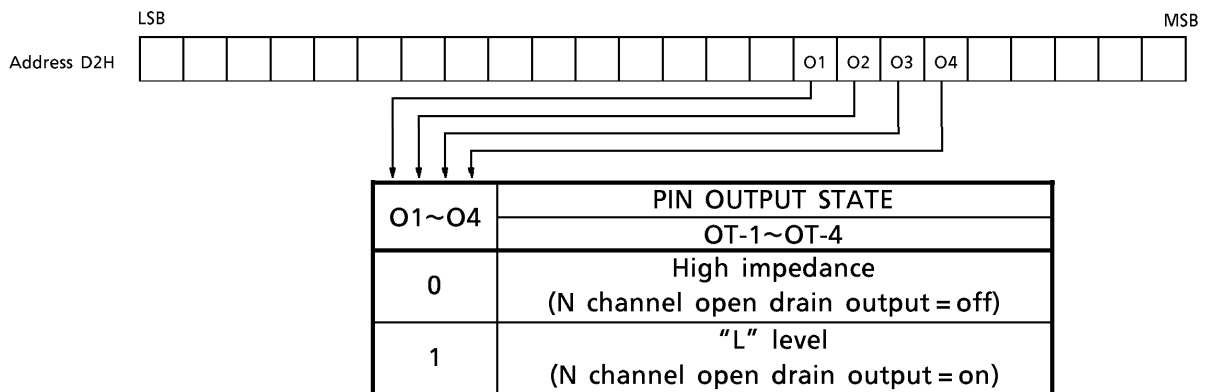 LSB MSB
Address D2H O1 O2 O3 O4
O1~O4 PIN OUTPUT STATE
OT-1~OT-4
0 High impedance
(N channel open drain output=off)
1 “L” level
(N channel open drain output=on)